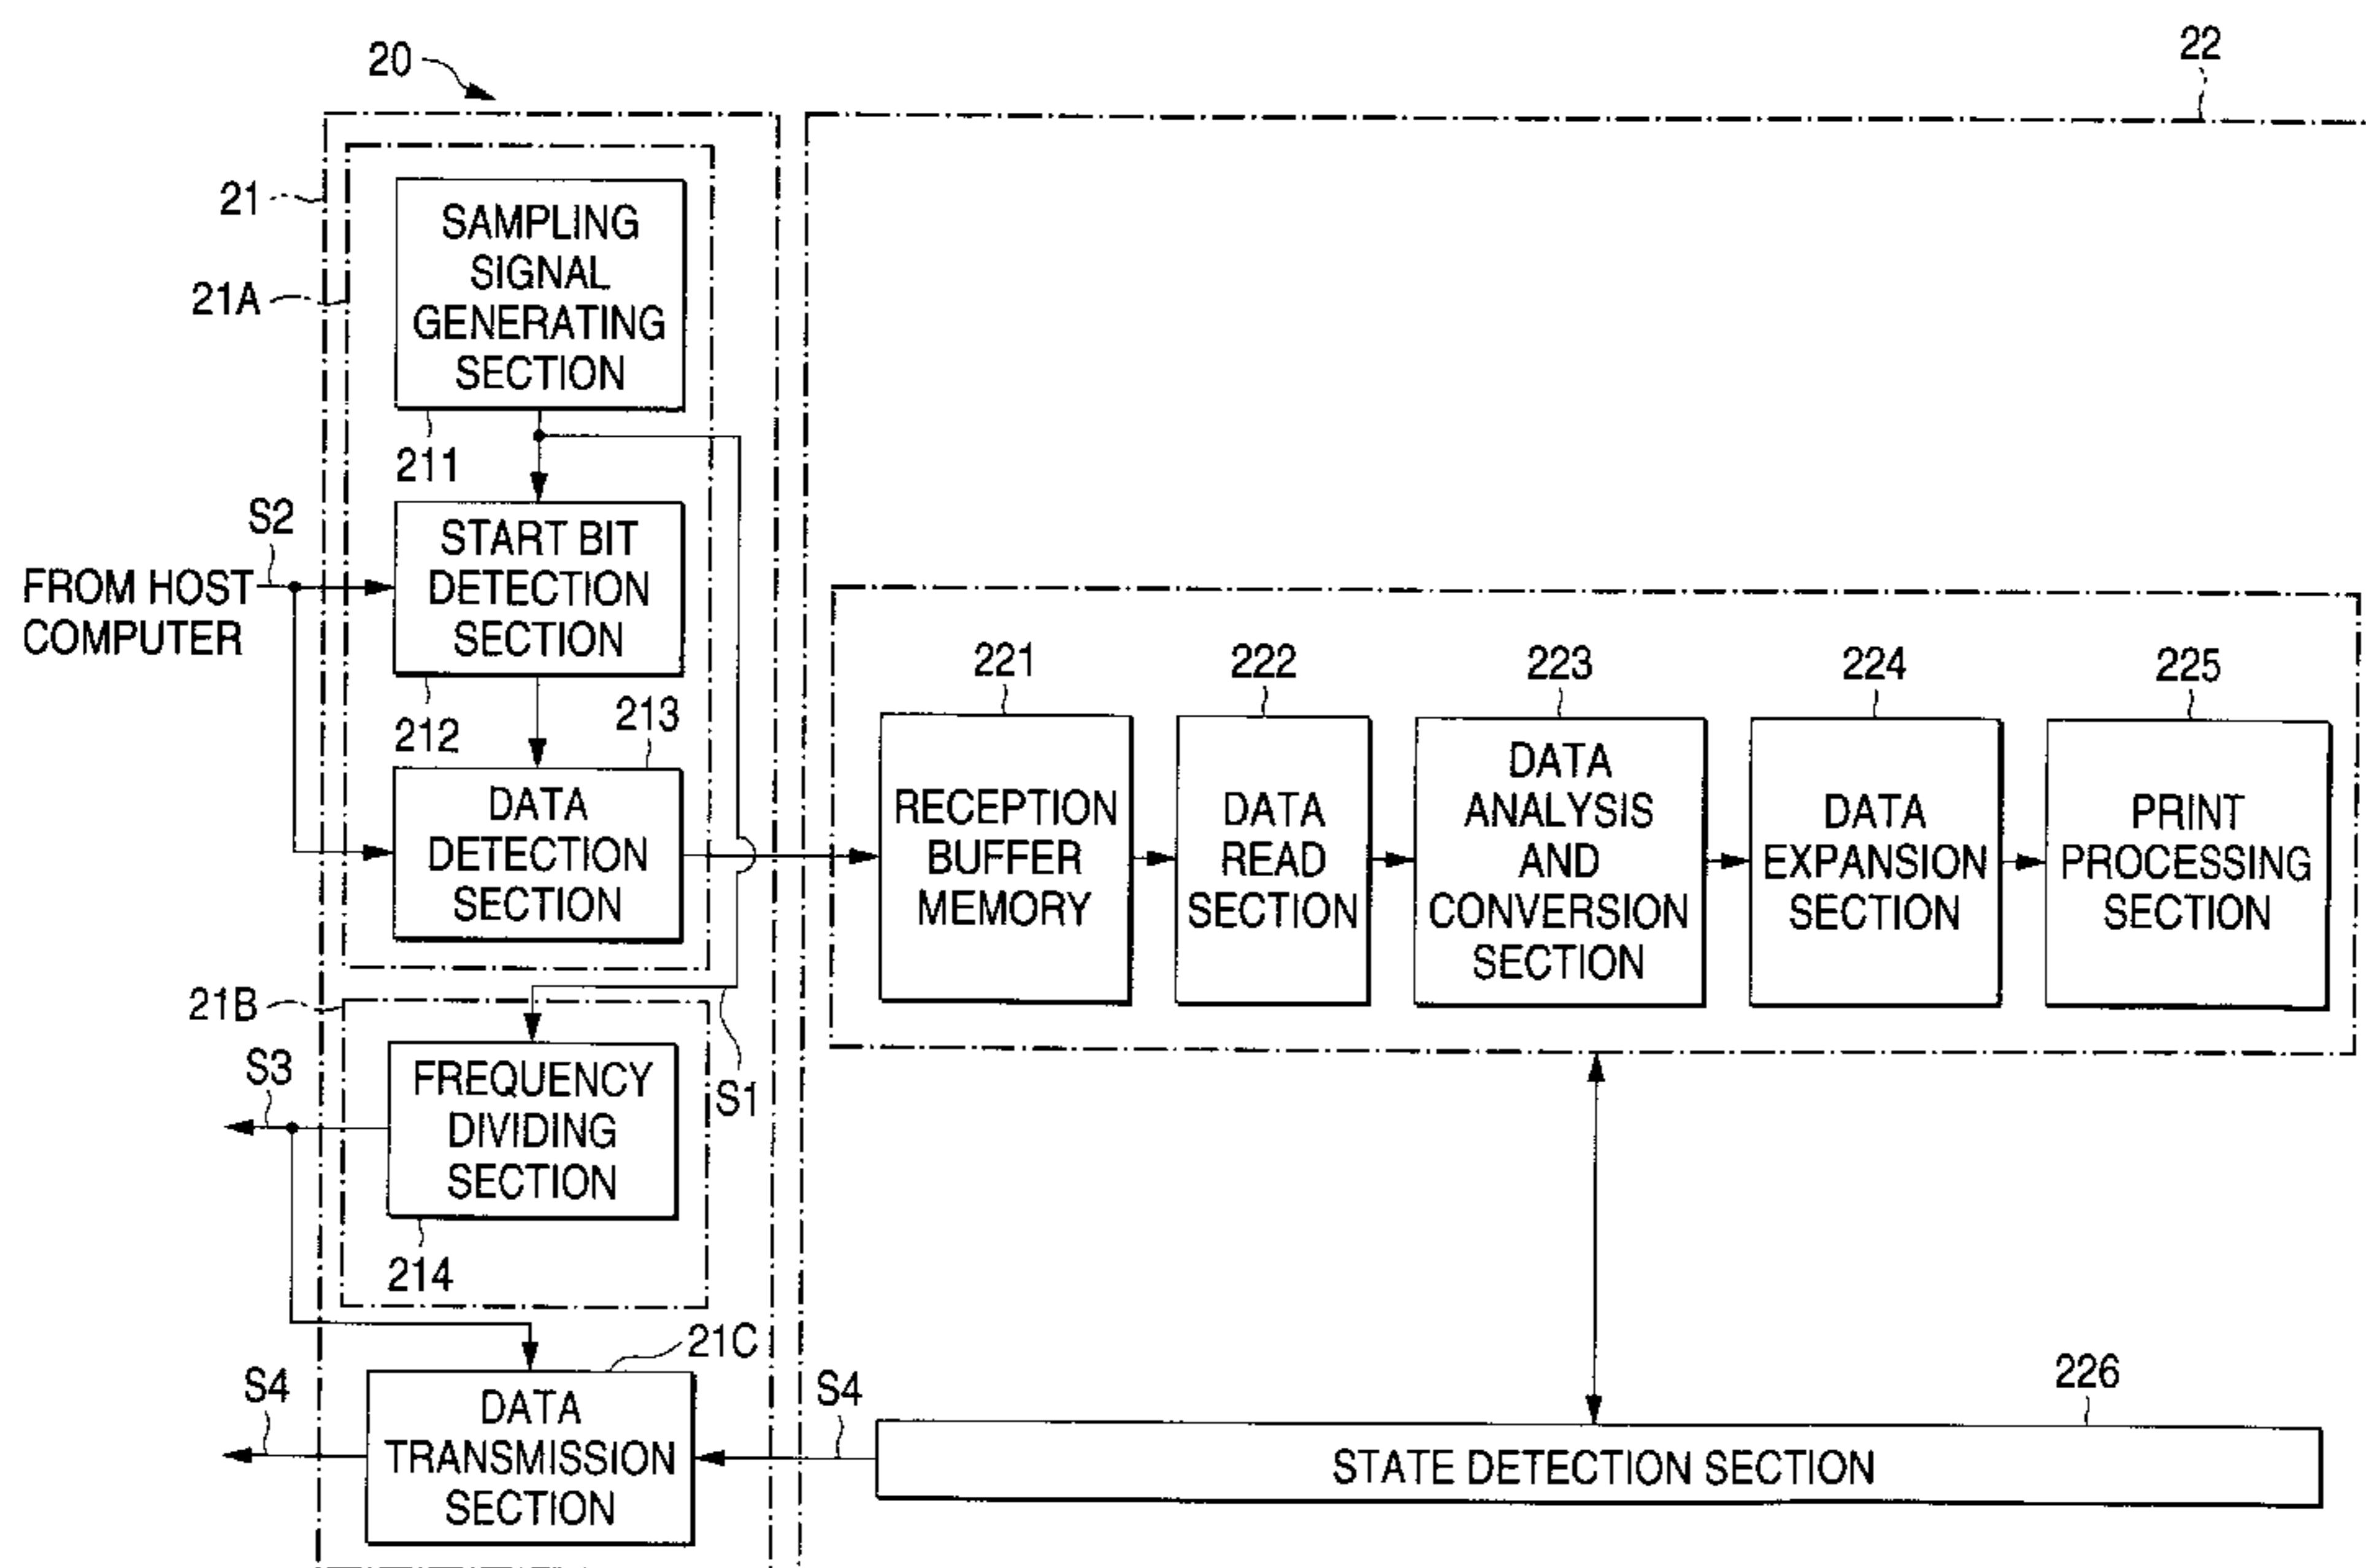 20
22
21
SAMPLING
SIGNAL
GENERATING
SECTION
21A
211
S2
START BIT
DETECTION
SECTION
FROM HOST
COMPUTER
212
213
DATA
DETECTION
SECTION
221
222
223
224
225
RECEPTION
BUFFER
MEMORY
DATA
READ
SECTION
DATA
ANALYSIS
AND
CONVERSION
SECTION
DATA
EXPANSION
SECTION
PRINT
PROCESSING
SECTION
21B
S3
FREQUENCY
DIVIDING
SECTION
S1
214
21C
S4
DATA
TRANSMISSION
SECTION
S4
226
STATE DETECTION SECTION